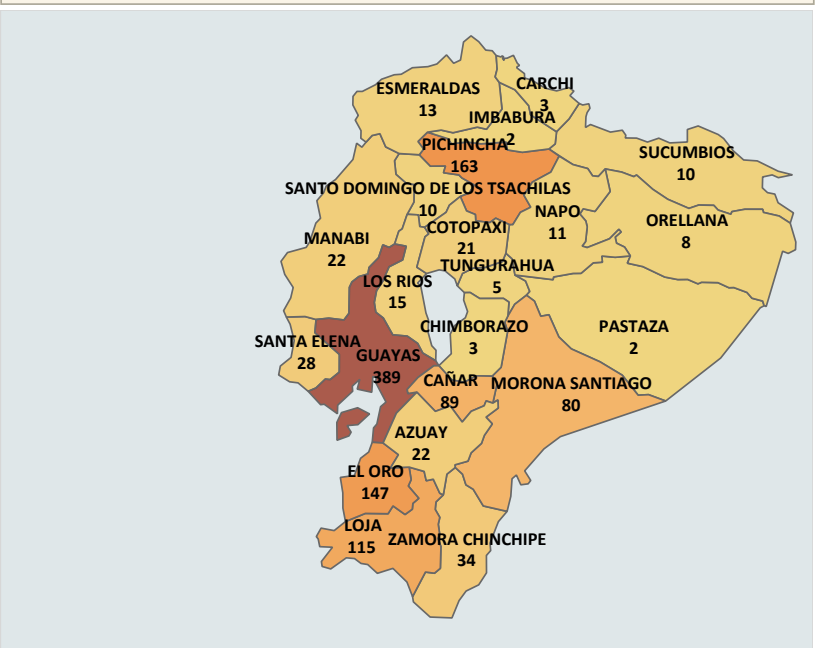 CARCHI
3
ESMERALDAS
13
IMBABURA
2
PICHINCHA
163
SUCUMBIOS
10
SANTO DOMINGO DE LOS TSACHILAS
10
NAPO
11
ORELLANA
8
COTOPAXI
21
MANABI
22
TUNGURAHUA
5
LOS RIOS
15
CHIMBORAZO
3
PASTAZA
2
SANTA ELENA
28
GUAYAS
389
CAÑAR
89
MORONA SANTIAGO
80
AZUAY
22
EL ORO
147
LOJA
115
ZAMORA CHINCHIPE
34